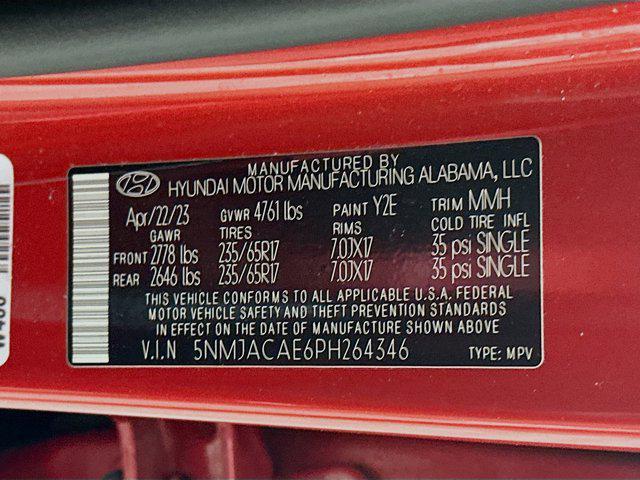 MANUFACTURED BY
HYUNDAI MOTOR MANUFACTURING ALABAMA, LLC
Apr/22/23 GVWR 4761 lbs PAINT Y2E TRIM MMH
GAWR TIRES RIMS COLD TIRE INFL
FRONT 2778 lbs 235/65R17 7.0JX17 35 psi SINGLE
REAR 2646 lbs 235/65R17 7.0JX17 35 psi SINGLE
THIS VEHICLE CONFORMS TO ALL APPLICABLE U.S.A. FEDERAL
MOTOR VEHICLE SAFETY AND THEFT PREVENTION STANDARDS
IN EFFECT ON THE DATE OF MANUFACTURE SHOWN ABOVE
V.I.N 5NMJACAE6PH264346 TYPE: MPV